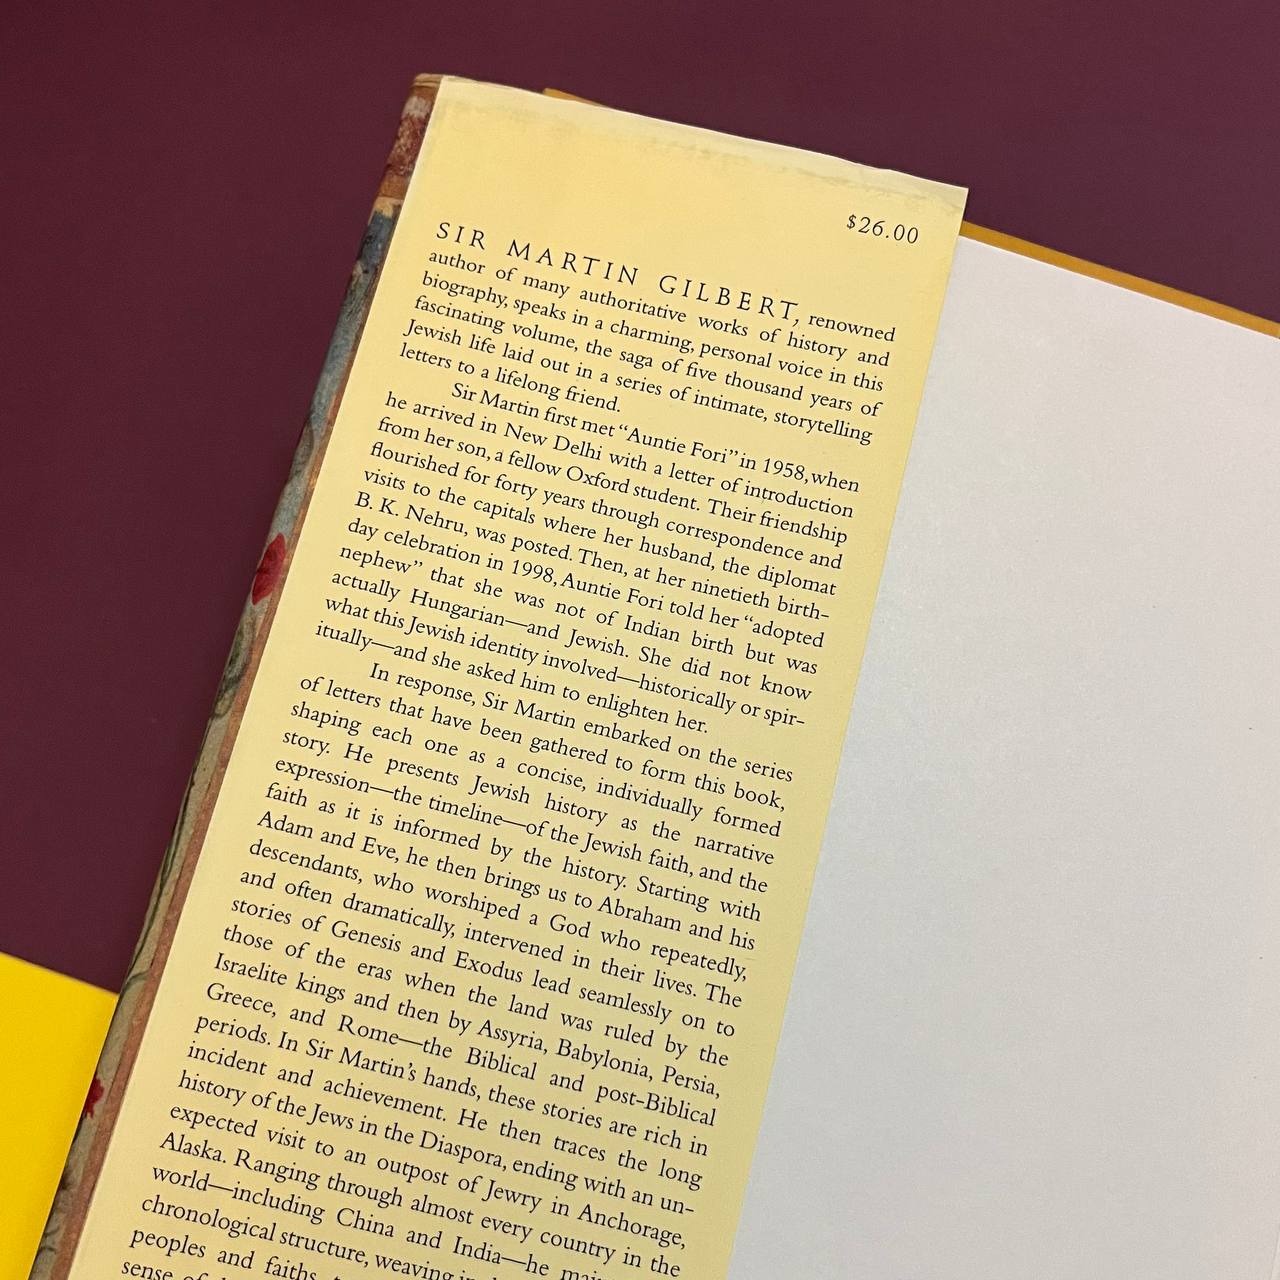 $26.00
SIR MARTIN GILBERT, renowned
author of many authoritative works of history and
biography, speaks in a charming, personal voice in this
fascinating volume, the saga of five thousand years of
Jewish life laid out in a series of intimate, storytelling
letters to a lifelong friend.
Sir Martin first met “Auntie Fori” in 1958, when
he arrived in New Delhi with a letter of introduction
from her son, a fellow Oxford student. Their friendship
flourished for forty years through correspondence and
visits to the capitals where her husband, the diplomat
B. K. Nehru, was posted. Then, at her ninetieth birth-
day celebration in 1998, Auntie Fori told her “adopted
nephew” that she was not of Indian birth but was
actually Hungarian—and Jewish. She did not know
what this Jewish identity involved—historically or spir-
itually—and she asked him to enlighten her.
In response, Sir Martin embarked on the series
of letters that have been gathered to form this book,
shaping each one as a concise, individually formed
story. He presents Jewish history as the narrative
expression—the timeline—of the Jewish faith, and the
faith as it is informed by the history. Starting with
Adam and Eve, he then brings us to Abraham and his
descendants, who worshiped a God who repeatedly,
and often dramatically, intervened in their lives. The
stories of Genesis and Exodus lead seamlessly on to
those of the eras when the land was ruled by the
Israelite kings and then by Assyria, Babylonia, Persia,
Greece, and Rome—the Biblical and post-Biblical
periods. In Sir Martin’s hands, these stories are rich in
incident and achievement. He then traces the long
history of the Jews in the Diaspora, ending with an un-
expected visit to an outpost of Jewry in Anchorage,
Alaska. Ranging through almost every country in the
world—including China and India—he
chronological structure, weaving
peoples and faiths
sense of